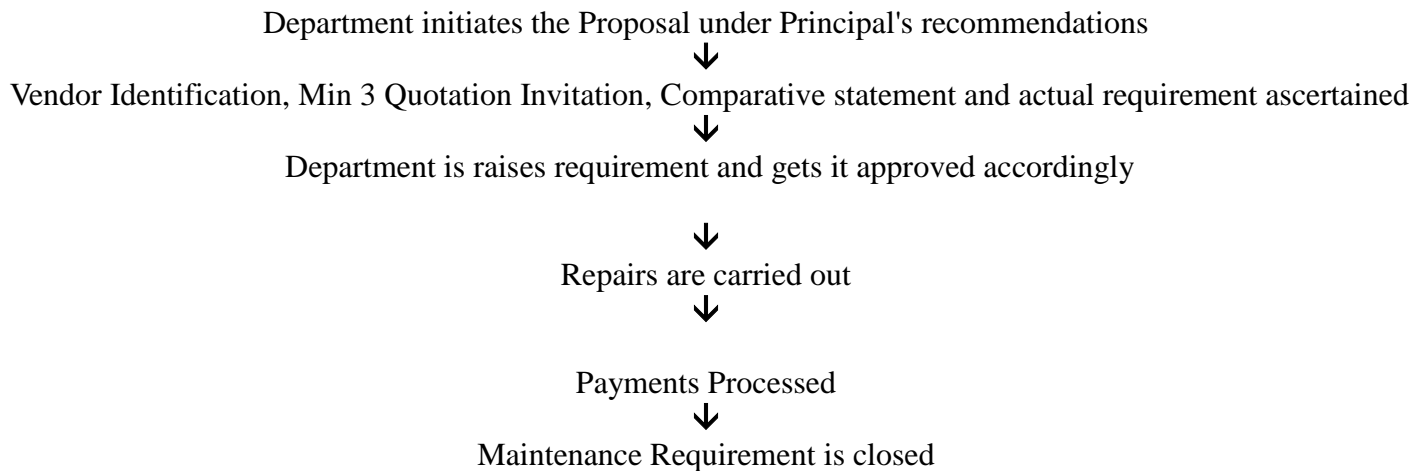 Department initiates the Proposal under Principal's recommendations
Vendor Identification, Min 3 Quotation Invitation, Comparative statement and actual requirement ascertained
Department is raises requirement and gets it approved accordingly
Repairs are carried out
Payments Processed
Maintenance Requirement is closed